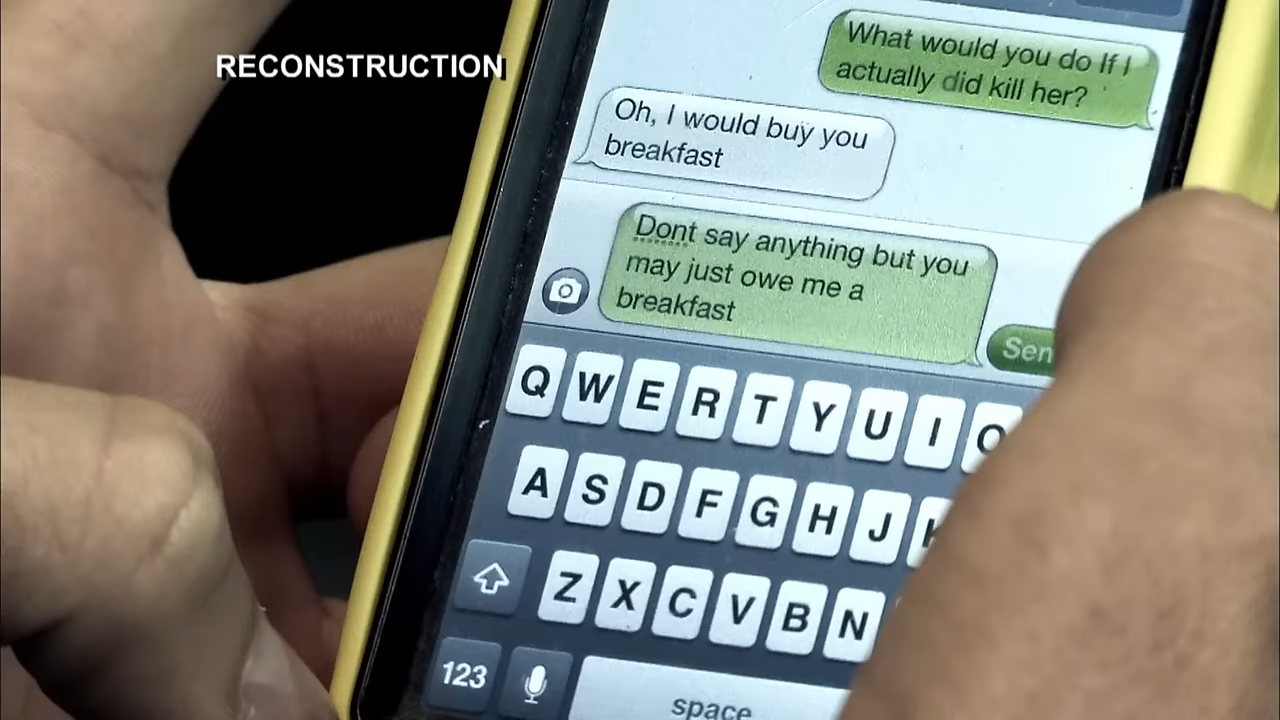 RECONSTRUCTION
What would you do If I
actually did kill her?
Oh, I would buy you
breakfast
Dont say anything but you
may just owe me a
breakfast
Q W E R T Y U I
A S D F G H J
Z X C V B N
123
space